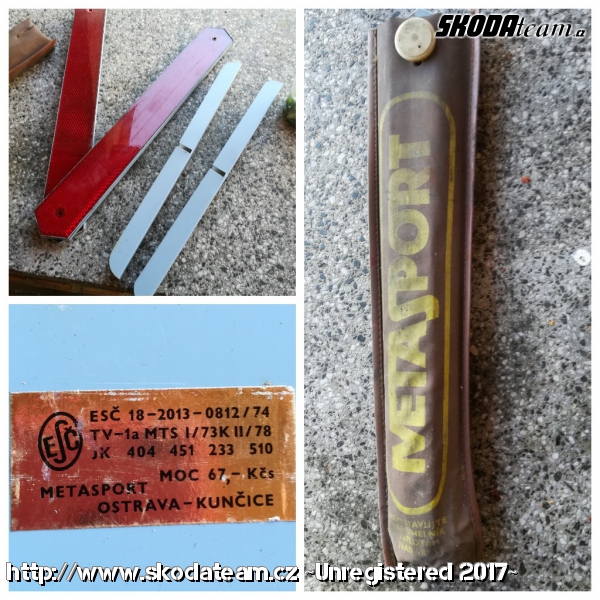 SKODAteam.cz
METASPORT
ESČ 18-2013-0812/74
TV-1a MTS I/73K II/78
JK 404 451 233 510
MOC 67,- Kčs
METASPORT
OSTRAVA-KUNČICE
ESČ
http://www.skodateam.cz ~Unregistered 2017~